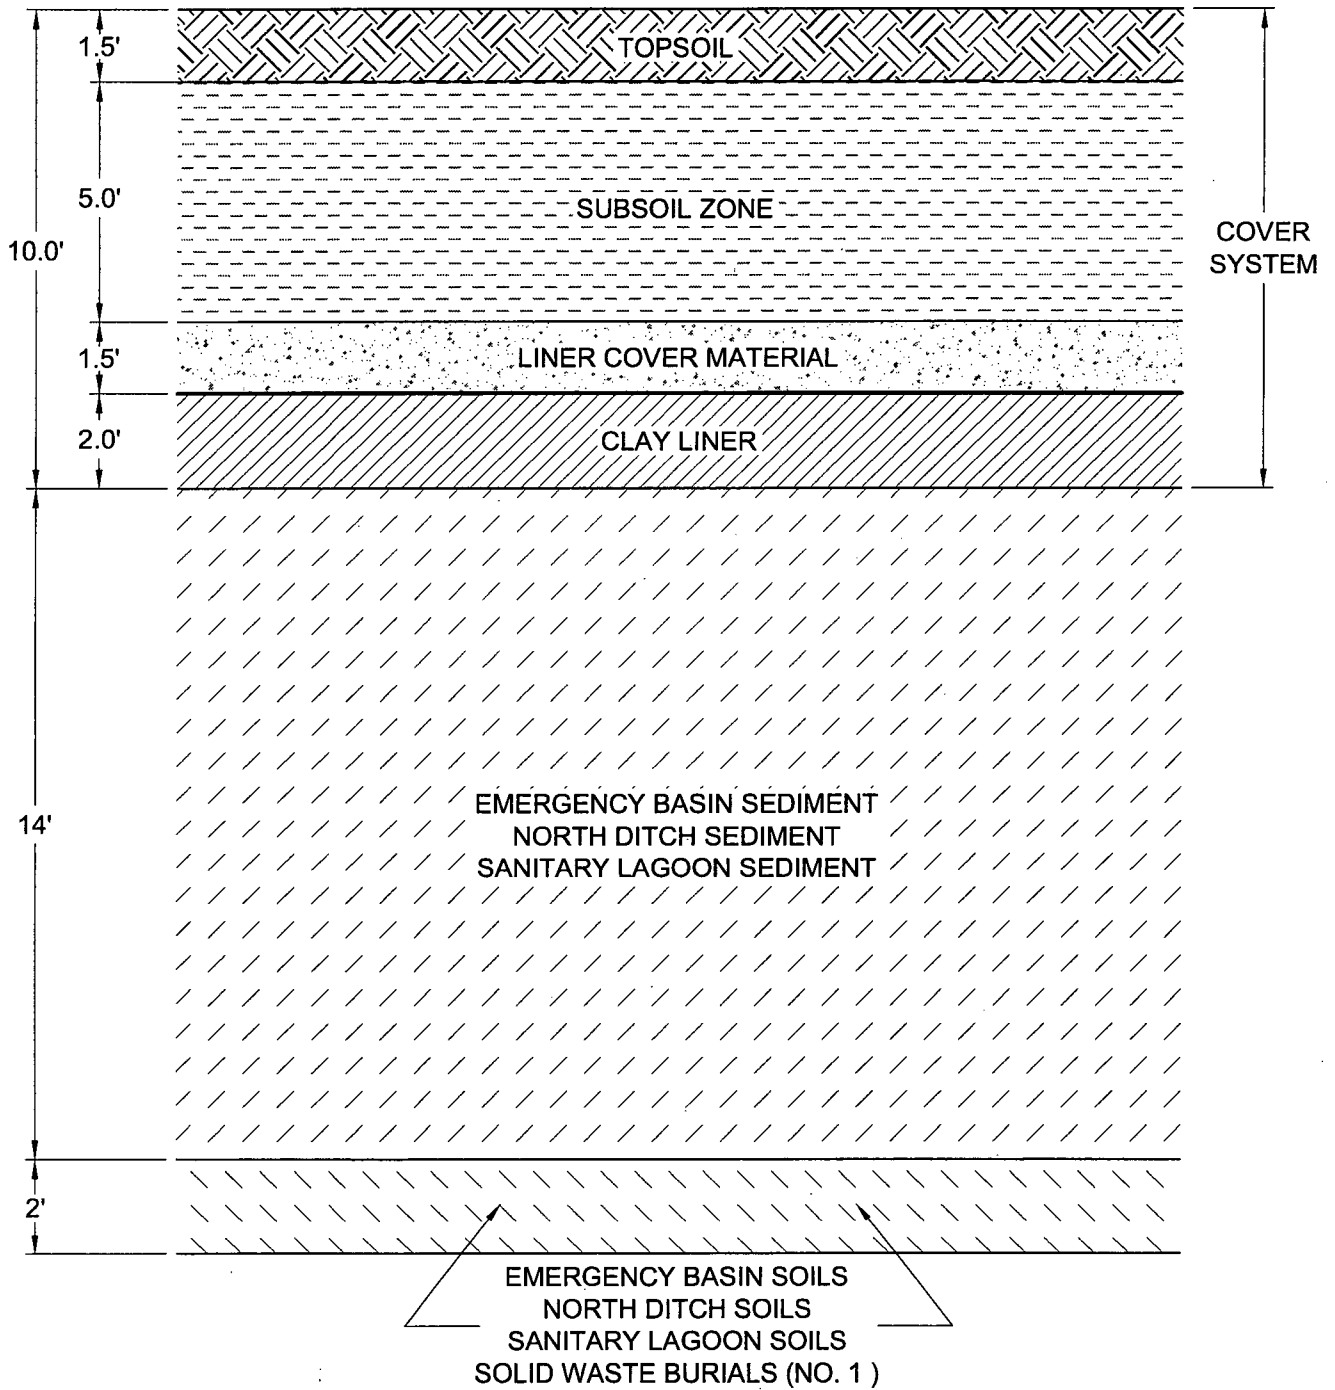 1.5'
TOPSOIL
5.0'
SUBSOIL ZONE
10.0'
COVER
SYSTEM
1.5'
LINER COVER MATERIAL
2.0'
CLAY LINER
14'
EMERGENCY BASIN SEDIMENT
NORTH DITCH SEDIMENT
SANITARY LAGOON SEDIMENT
2'
EMERGENCY BASIN SOILS
NORTH DITCH SOILS
SANITARY LAGOON SOILS
SOLID WASTE BURIALS (NO. 1 )